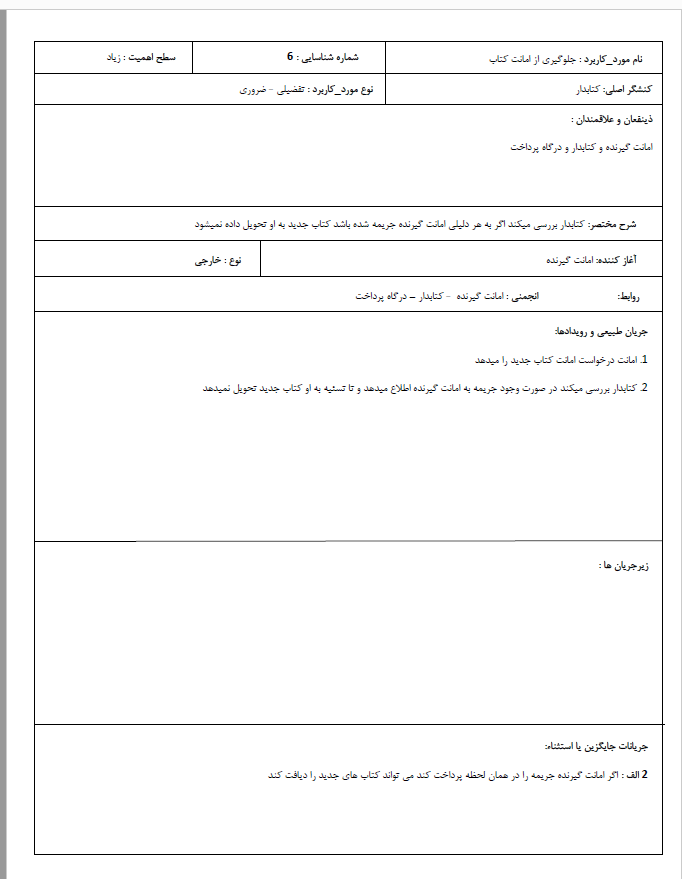 نام مورد_کاربرد : جلوگیری از امانت کتاب
شماره شناسایی : 6
سطح اهمیت : زیاد
کنشگر اصلی: کتابدار
نوع مورد_کاربرد : تفضیلی - ضروری
ذینفعان و علاقمندان :
امانت گیرنده و کتابدار و درگاه پرداخت
شرح مختصر: کتابدار بررسی میکند اگر به هر دلیلی امانت گیرنده جریمه شده باشد کتاب جدید به او تحویل داده نمیشود
آغاز کننده: امانت گیرنده
نوع : خارجی
روابط: انجمنی : امانت گیرنده - کتابدار – درگاه پرداخت
جریان طبیعی و رویدادها:
1. امانت درخواست امانت کتاب جدید را میدهد
2. کتابدار بررسی میکند در صورت وجود جریمه به امانت گیرنده اطلاع میدهد و تا تسئیه به او کتاب جدید تحویل نمیدهد
زیرجریان ها :
جریانات جایگزین یا استثناء:
2 الف : اگر امانت گیرنده جریمه را در همان لحظه پرداخت کند می تواند کتاب های جدید را دیافت کند